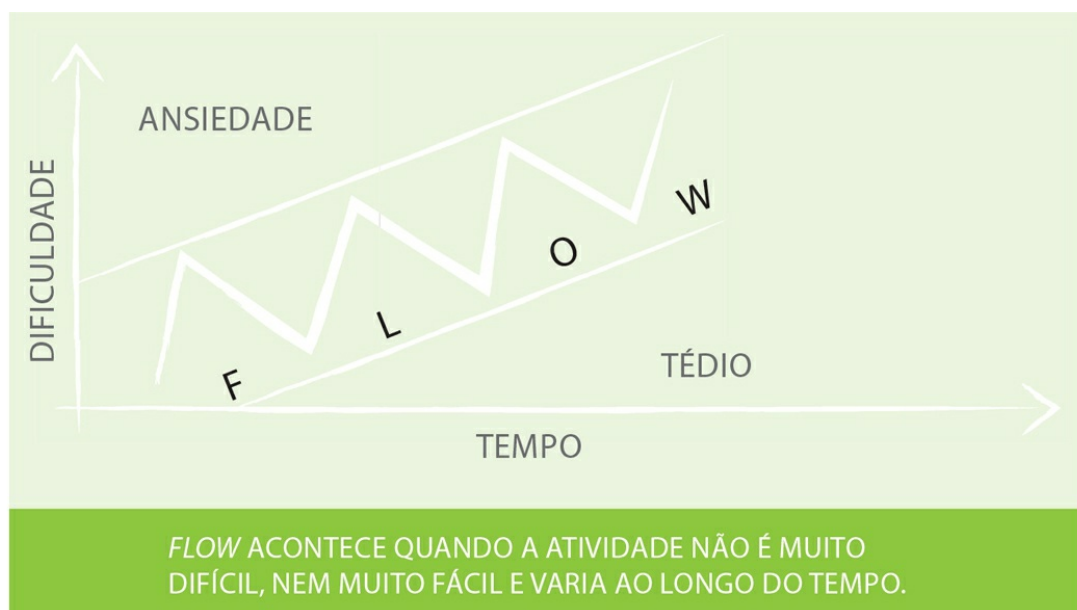 ANSIEDADE
DIFICULDADE
F
L
O
W
TÉDIO
TEMPO
FLOW ACONTECE QUANDO A ATIVIDADE NÃO É MUITO
DIFÍCIL, NEM MUITO FÁCIL E VARIA AO LONGO DO TEMPO.